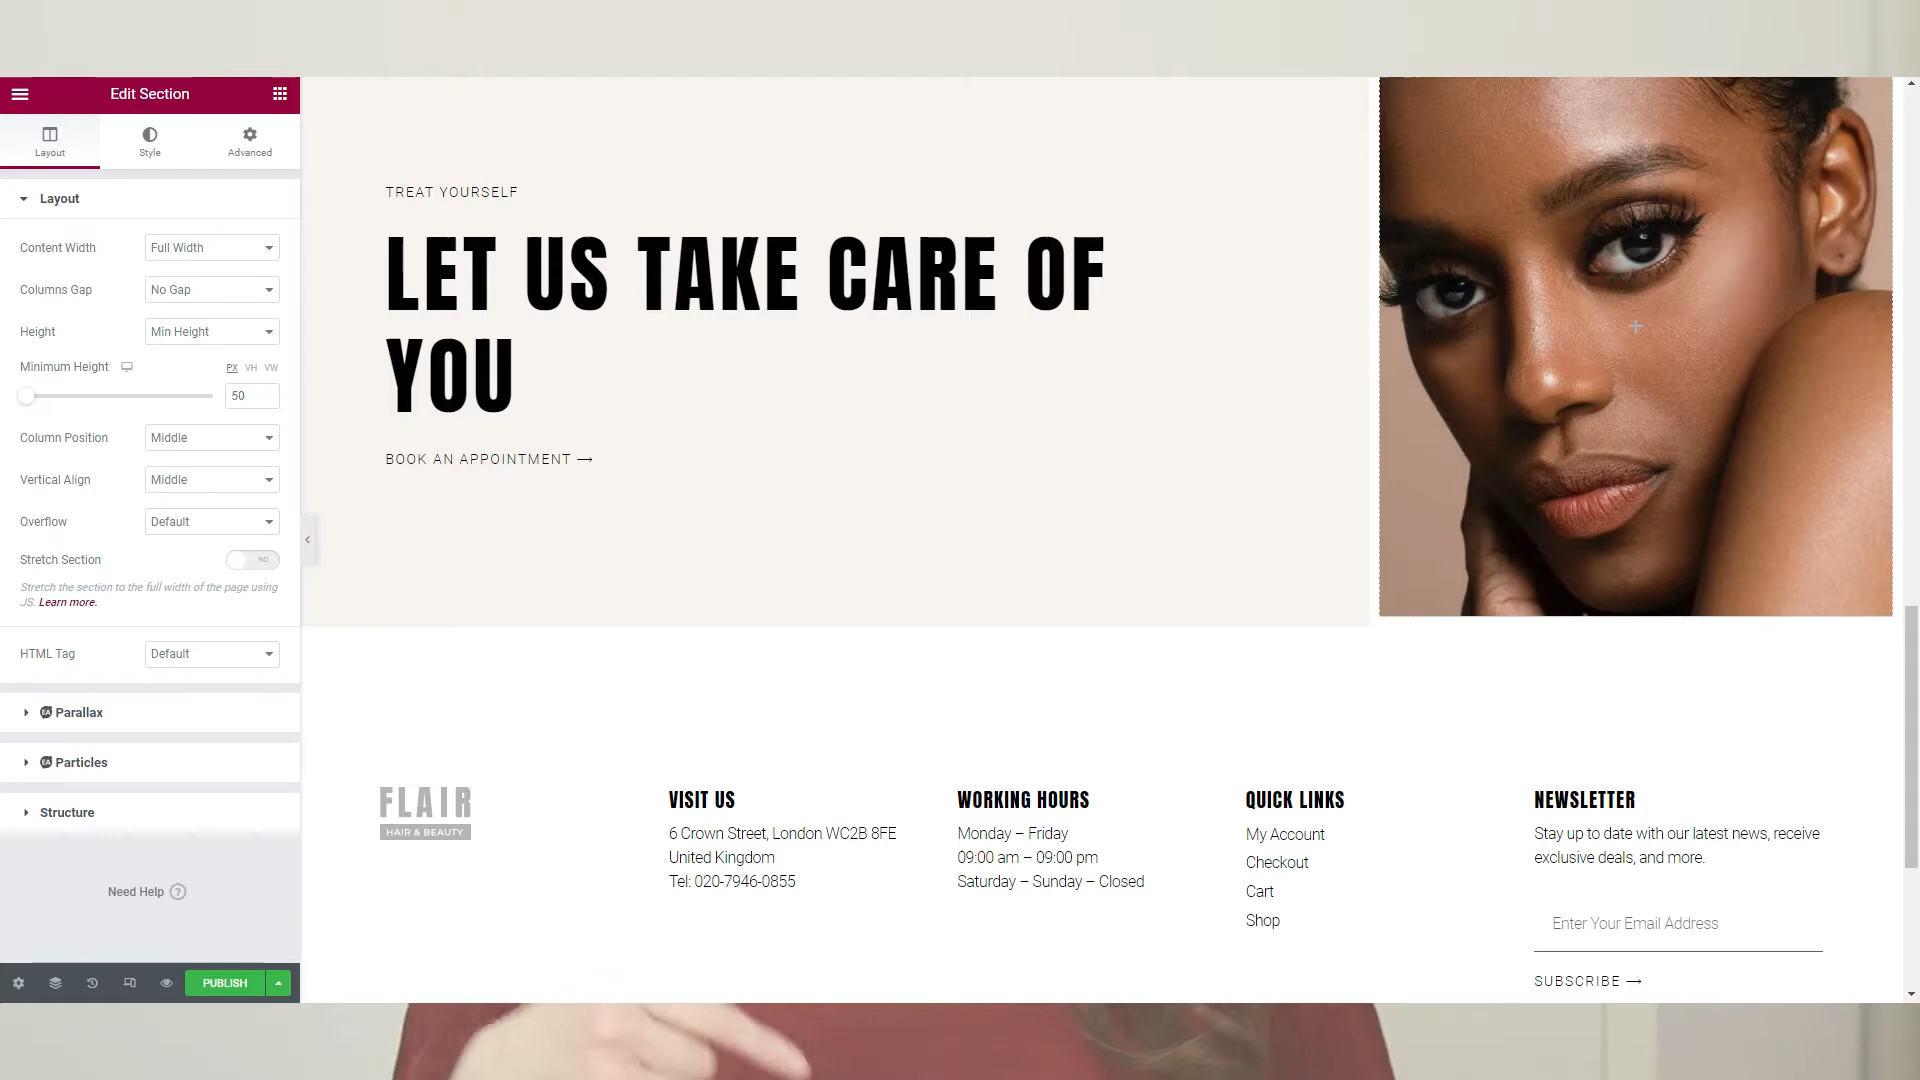 Edit Section
Layout
Style
Advanced
Layout
Content Width
Full Width
Columns Gap
No Gap
Height
Min Height
Minimum Height
PX VH VW
50
Column Position
Middle
Vertical Align
Middle
Overflow
Default
Stretch Section
NO
Stretch the section to the full width of the page using
JS. Learn more.
HTML Tag
Default
EA Parallax
EA Particles
Structure
Need Help ?
PUBLISH
TREAT YOURSELF
LET US TAKE CARE OF
YOU
BOOK AN APPOINTMENT ⟶
FLAIR
HAIR & BEAUTY
VISIT US
6 Crown Street, London WC2B 8FE
United Kingdom
Tel: 020-7946-0855
WORKING HOURS
Monday – Friday
09:00 am – 09:00 pm
Saturday – Sunday – Closed
QUICK LINKS
My Account
Checkout
Cart
Shop
NEWSLETTER
Stay up to date with our latest news, receive
exclusive deals, and more.
Enter Your Email Address
SUBSCRIBE ⟶